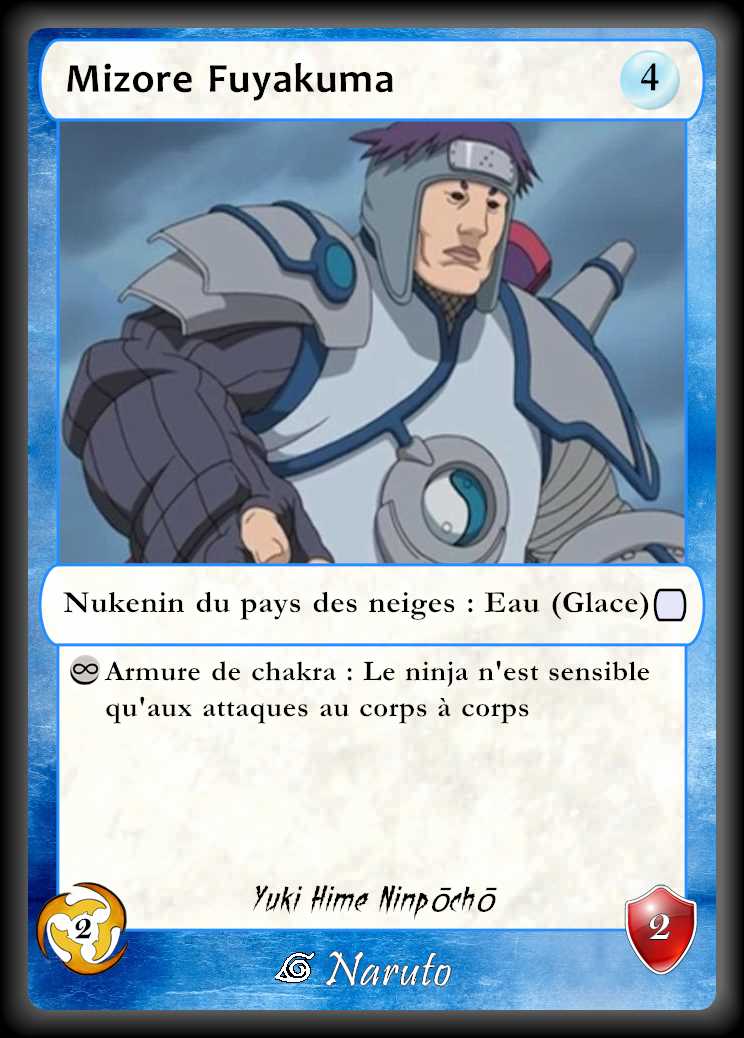 Mizore Fuyakuma
4
Nukenin du pays des neiges : Eau (Glace)
∞ Armure de chakra : Le ninja n'est sensible
qu'aux attaques au corps à corps
Yuki Hime Ninpōchō
2
2
Naruto